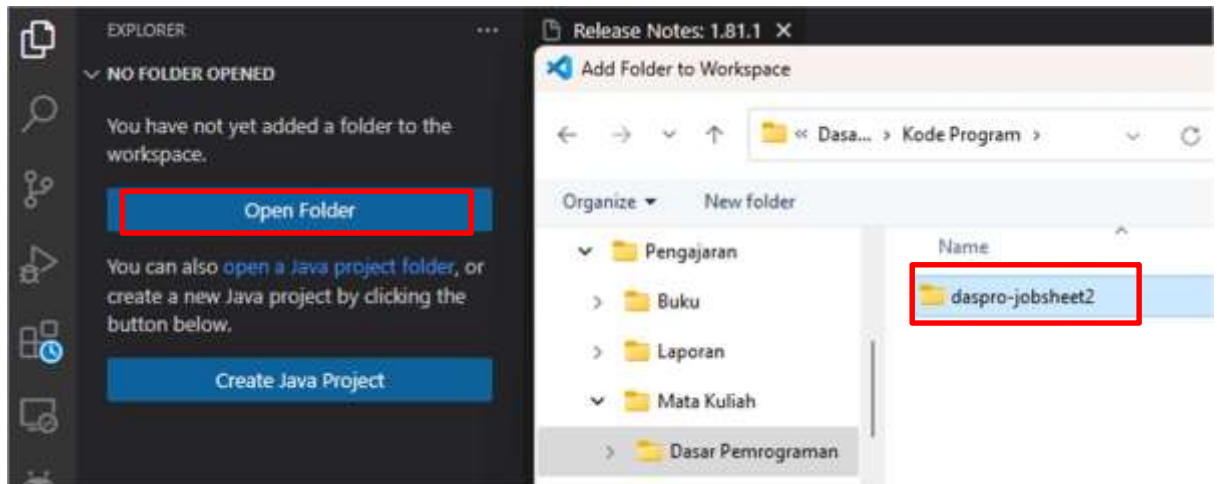 EXPLORER
···
NO FOLDER OPENED
You have not yet added a folder to the
workspace.
Open Folder
You can also open a Java project folder, or
create a new Java project by clicking the
button below.
Create Java Project
Release Notes: 1.81.1
Add Folder to Workspace
« Dasa... › Kode Program ›
Organize
New folder
Pengajaran
Buku
Laporan
Mata Kuliah
Dasar Pemrograman
Name
daspro-jobsheet2